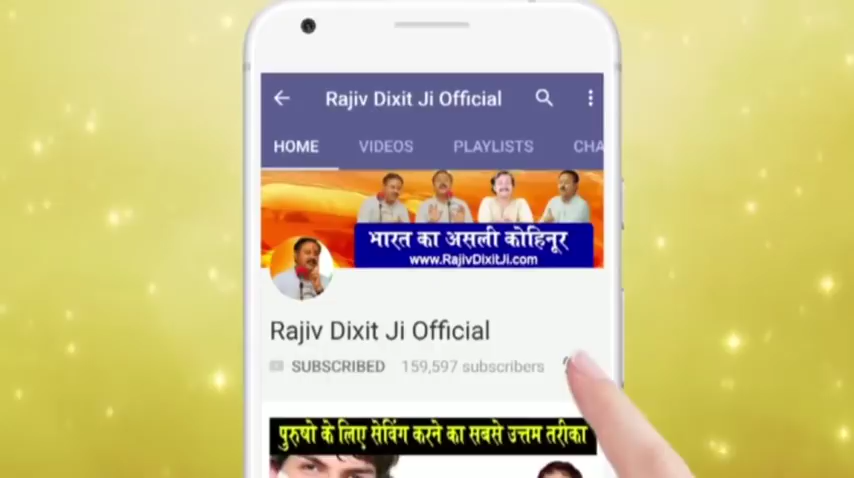 Rajiv Dixit Ji Official
HOME VIDEOS PLAYLISTS CHA
भारत का असली कोहिनूर
www.RajivDixitJi.com
Rajiv Dixit Ji Official
SUBSCRIBED 159,597 subscribers
पुरुषो के लिए सेविंग करने का सबसे उत्तम तरीका